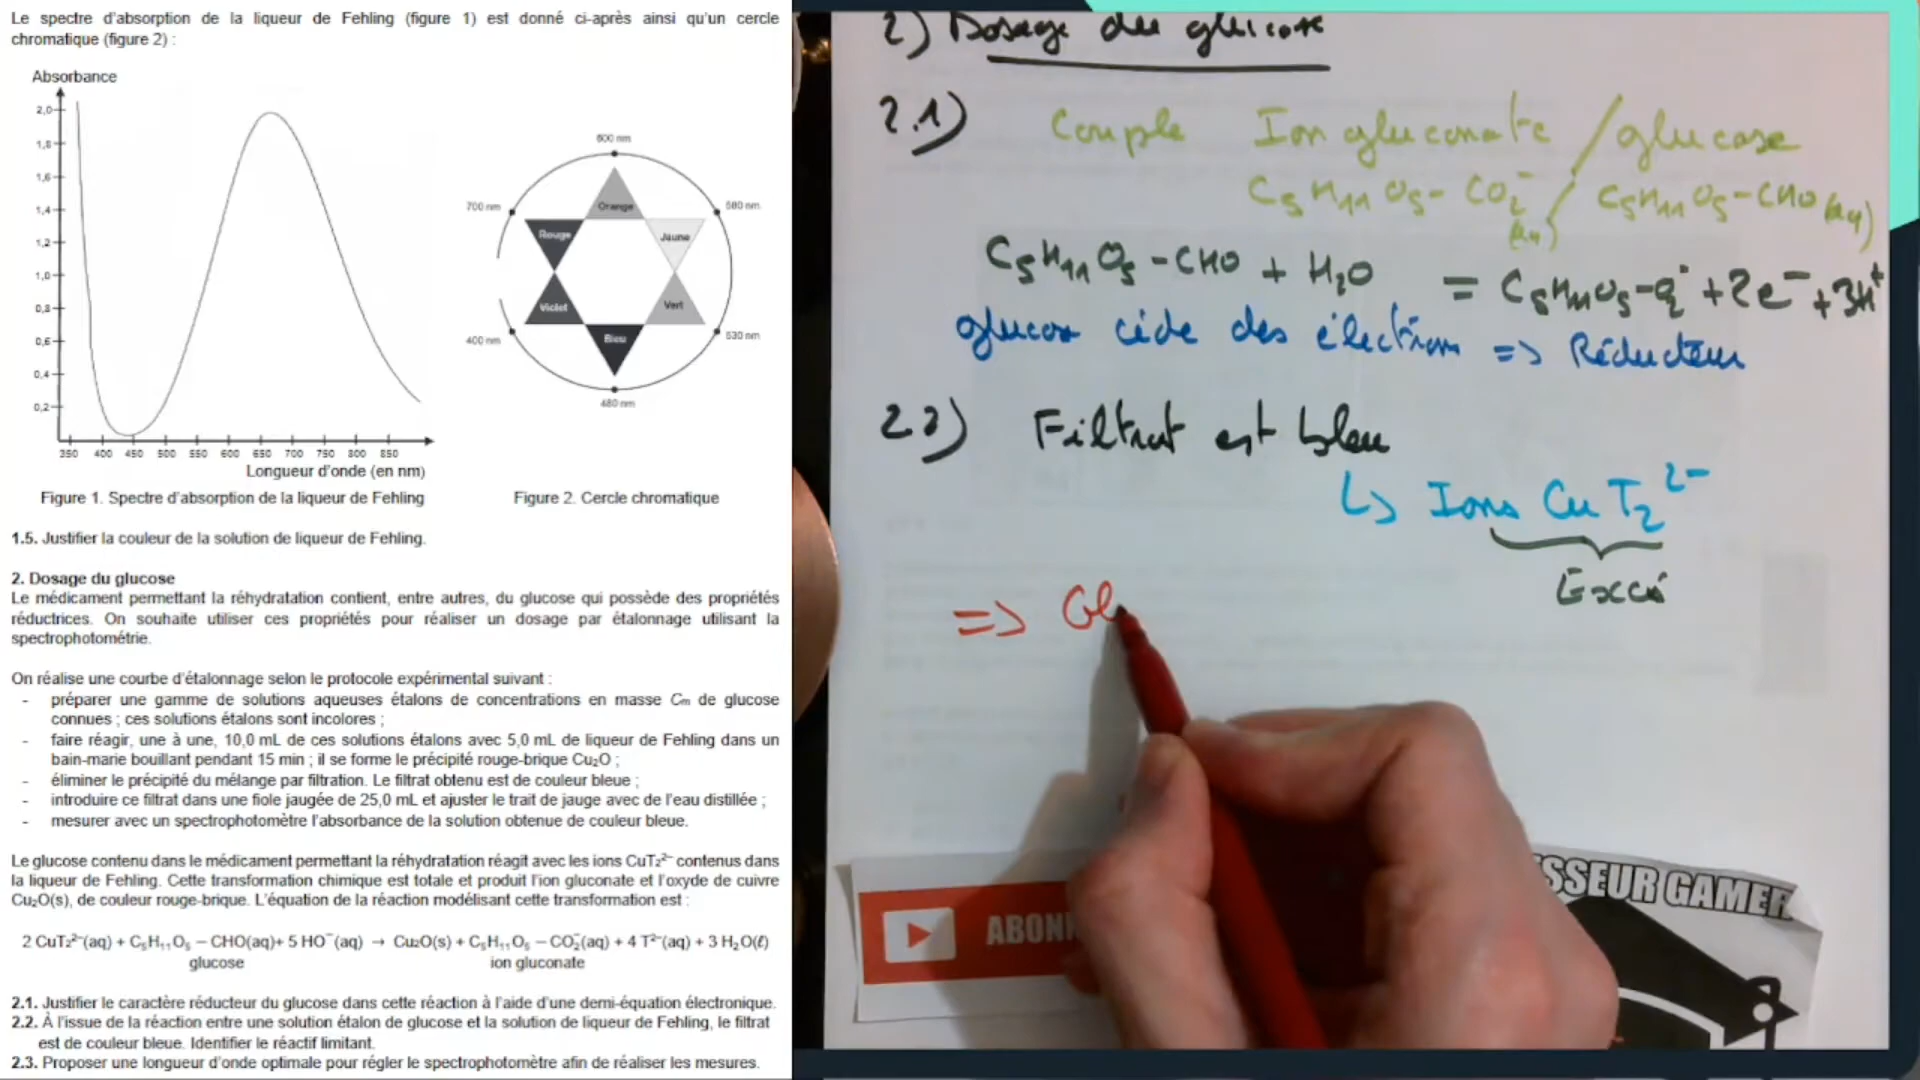 Le spectre d'absorption de la liqueur de Fehling (figure 1) est donné ci-après ainsi qu'un cercle
chromatique (figure 2) :
Absorbance
2,0
1,8
1,6
1,4
1,2
1,0
0,8
0,6
0,4
0,2
350 400 450 500 550 600 650 700 750 800 850
Longueur d'onde (en nm)
Figure 1. Spectre d'absorption de la liqueur de Fehling
600 nm
700 nm
580 nm
Orange
Rouge
Jaune
Violet
Vert
Bleu
400 nm
530 nm
480 nm
Figure 2. Cercle chromatique
1.5. Justifier la couleur de la solution de liqueur de Fehling.
2. Dosage du glucose
Le médicament permettant la réhydratation contient, entre autres, du glucose qui possède des propriétés
réductrices. On souhaite utiliser ces propriétés pour réaliser un dosage par étalonnage utilisant la
spectrophotométrie.
On réalise une courbe d'étalonnage selon le protocole expérimental suivant :
- préparer une gamme de solutions aqueuses étalons de concentrations en masse Cm de glucose
connues ; ces solutions étalons sont incolores ;
- faire réagir, une à une, 10,0 mL de ces solutions étalons avec 5,0 mL de liqueur de Fehling dans un
bain-marie bouillant pendant 15 min ; il se forme le précipité rouge-brique Cu₂O ;
- éliminer le précipité du mélange par filtration. Le filtrat obtenu est de couleur bleue ;
- introduire ce filtrat dans une fiole jaugée de 25,0 mL et ajuster le trait de jauge avec de l'eau distillée ;
- mesurer avec un spectrophotomètre l'absorbance de la solution obtenue de couleur bleue.
Le glucose contenu dans le médicament permettant la réhydratation réagit avec les ions CuT₂²⁻ contenus dans
la liqueur de Fehling. Cette transformation chimique est totale et produit l'ion gluconate et l'oxyde de cuivre
Cu₂O(s), de couleur rouge-brique. L'équation de la réaction modélisant cette transformation est :
2 CuT₂²⁻(aq) + C₅H₁₁O₅ – CHO(aq)+ 5 HO⁻(aq) → Cu₂O(s) + C₅H₁₁O₅ – CO₂⁻(aq) + 4 T²⁻(aq) + 3 H₂O(ℓ)
glucose ion gluconate
2.1. Justifier le caractère réducteur du glucose dans cette réaction à l'aide d'une demi-équation électronique.
2.2. À l'issue de la réaction entre une solution étalon de glucose et la solution de liqueur de Fehling, le filtrat
est de couleur bleue. Identifier le réactif limitant.
2.3. Proposer une longueur d'onde optimale pour régler le spectrophotomètre afin de réaliser les mesures.
2) Dosage du glucose
2.1) Couple Ion gluconate / glucose
C₅H₁₁O₅-CO₂⁻(aq) / C₅H₁₁O₅-CHO(aq)
C₅H₁₁O₅-CHO + H₂O = C₅H₁₁O₅-CO₂⁻ + 2e⁻ + 3H⁺
glucose cède des électrons => Réducteur
2.2) Filtrat est bleu
↳ Ions CuT₂²⁻
Excès
=> Gl
ABONN
SSEUR GAMER